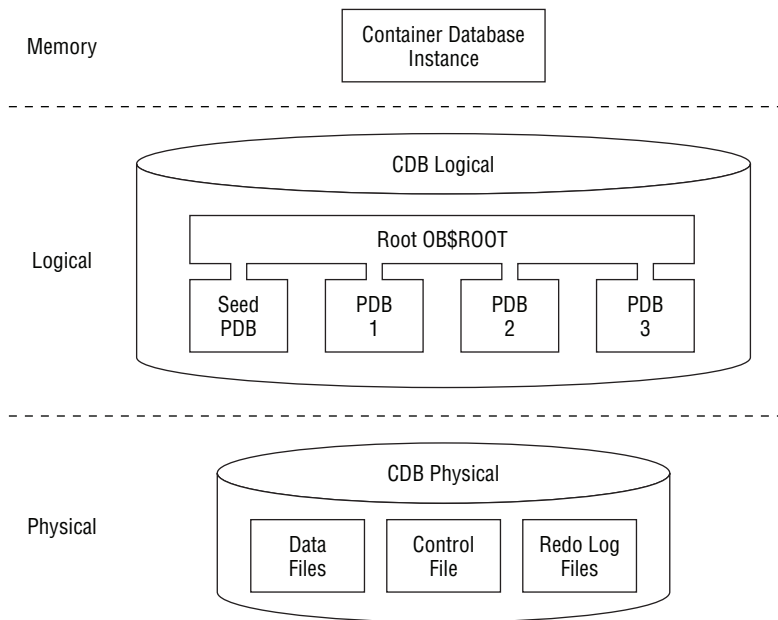 Memory
Container Database
Instance
CDB Logical
Logical
Root OB$ROOT
Seed
PDB
PDB
1
PDB
2
PDB
3
CDB Physical
Physical
Data
Files
Control
File
Redo Log
Files